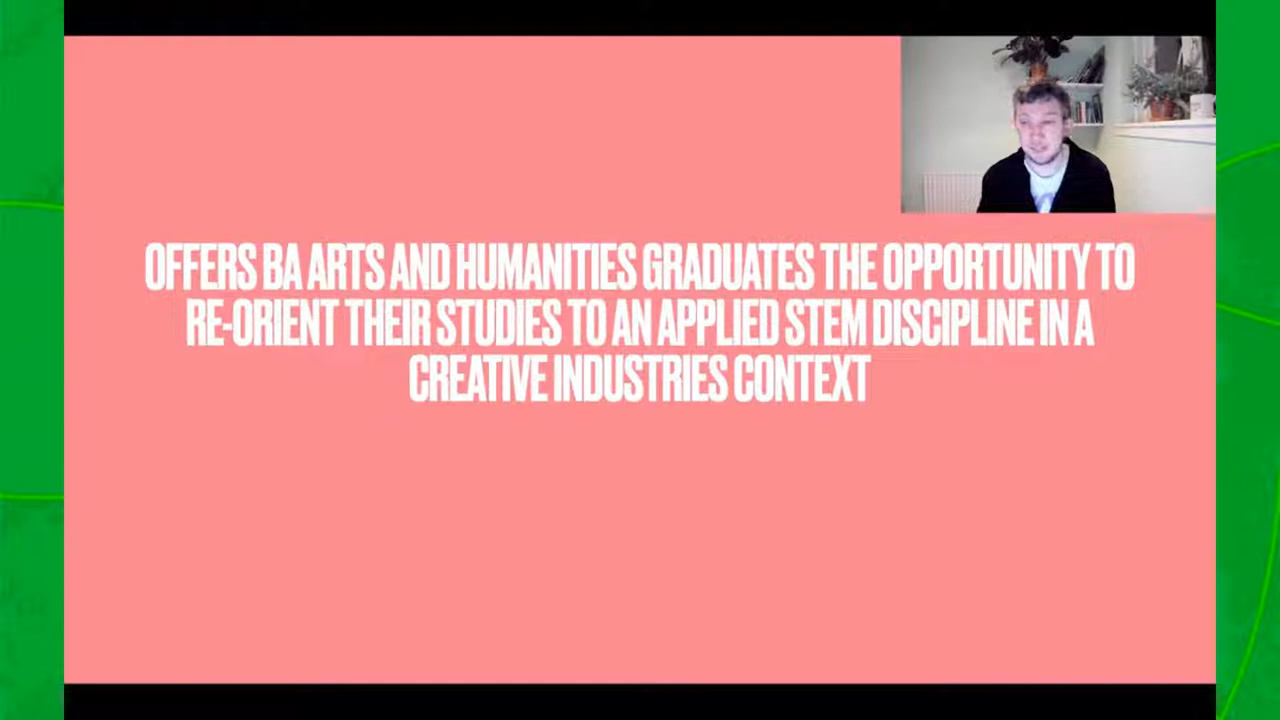 OFFERS BA ARTS AND HUMANITIES GRADUATES THE OPPORTUNITY TO
RE-ORIENT THEIR STUDIES TO AN APPLIED STEM DISCIPLINE IN A
CREATIVE INDUSTRIES CONTEXT